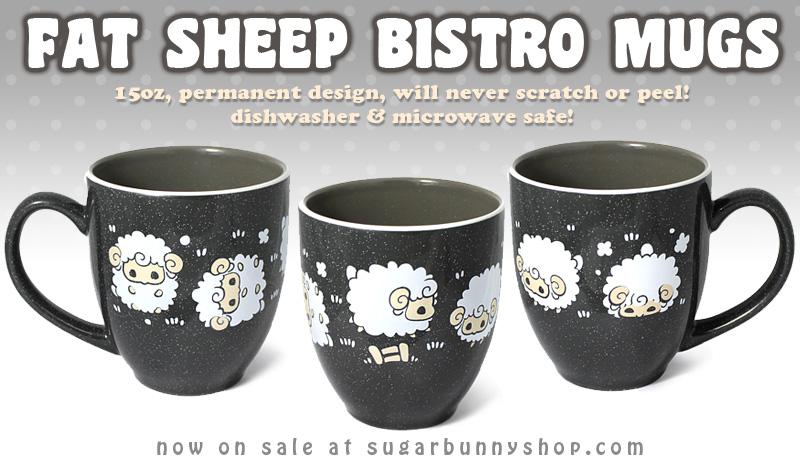 FAT SHEEP BISTRO MUGS
15oz, permanent design, will never scratch or peel!
dishwasher & microwave safe!
now on sale at sugarbunnyshop.com